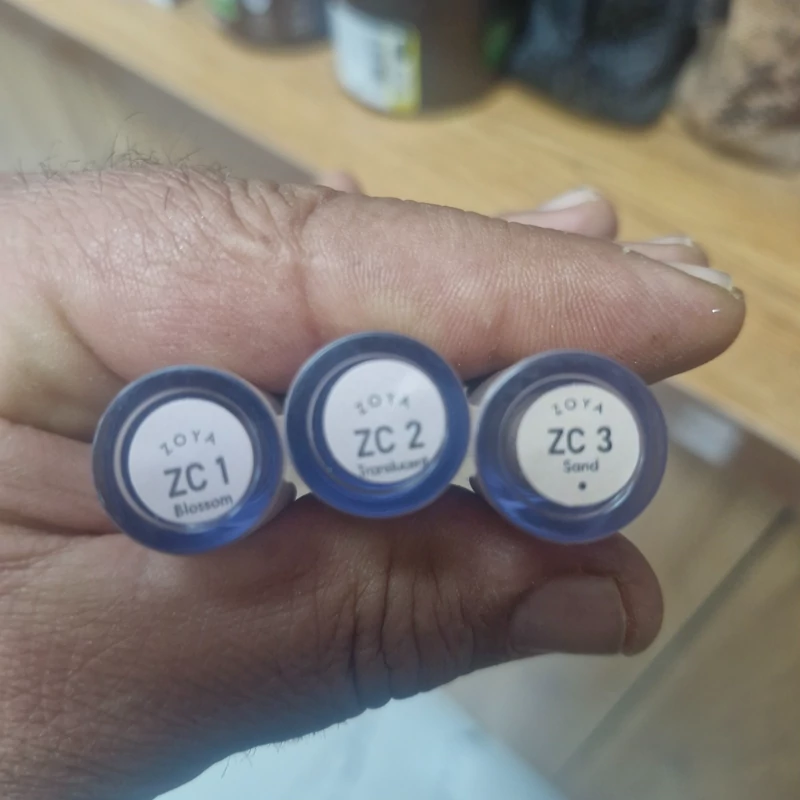 ZOYA
ZC 1
Blossom
ZOYA
ZC 2
Translucent
ZOYA
ZC 3
Sand